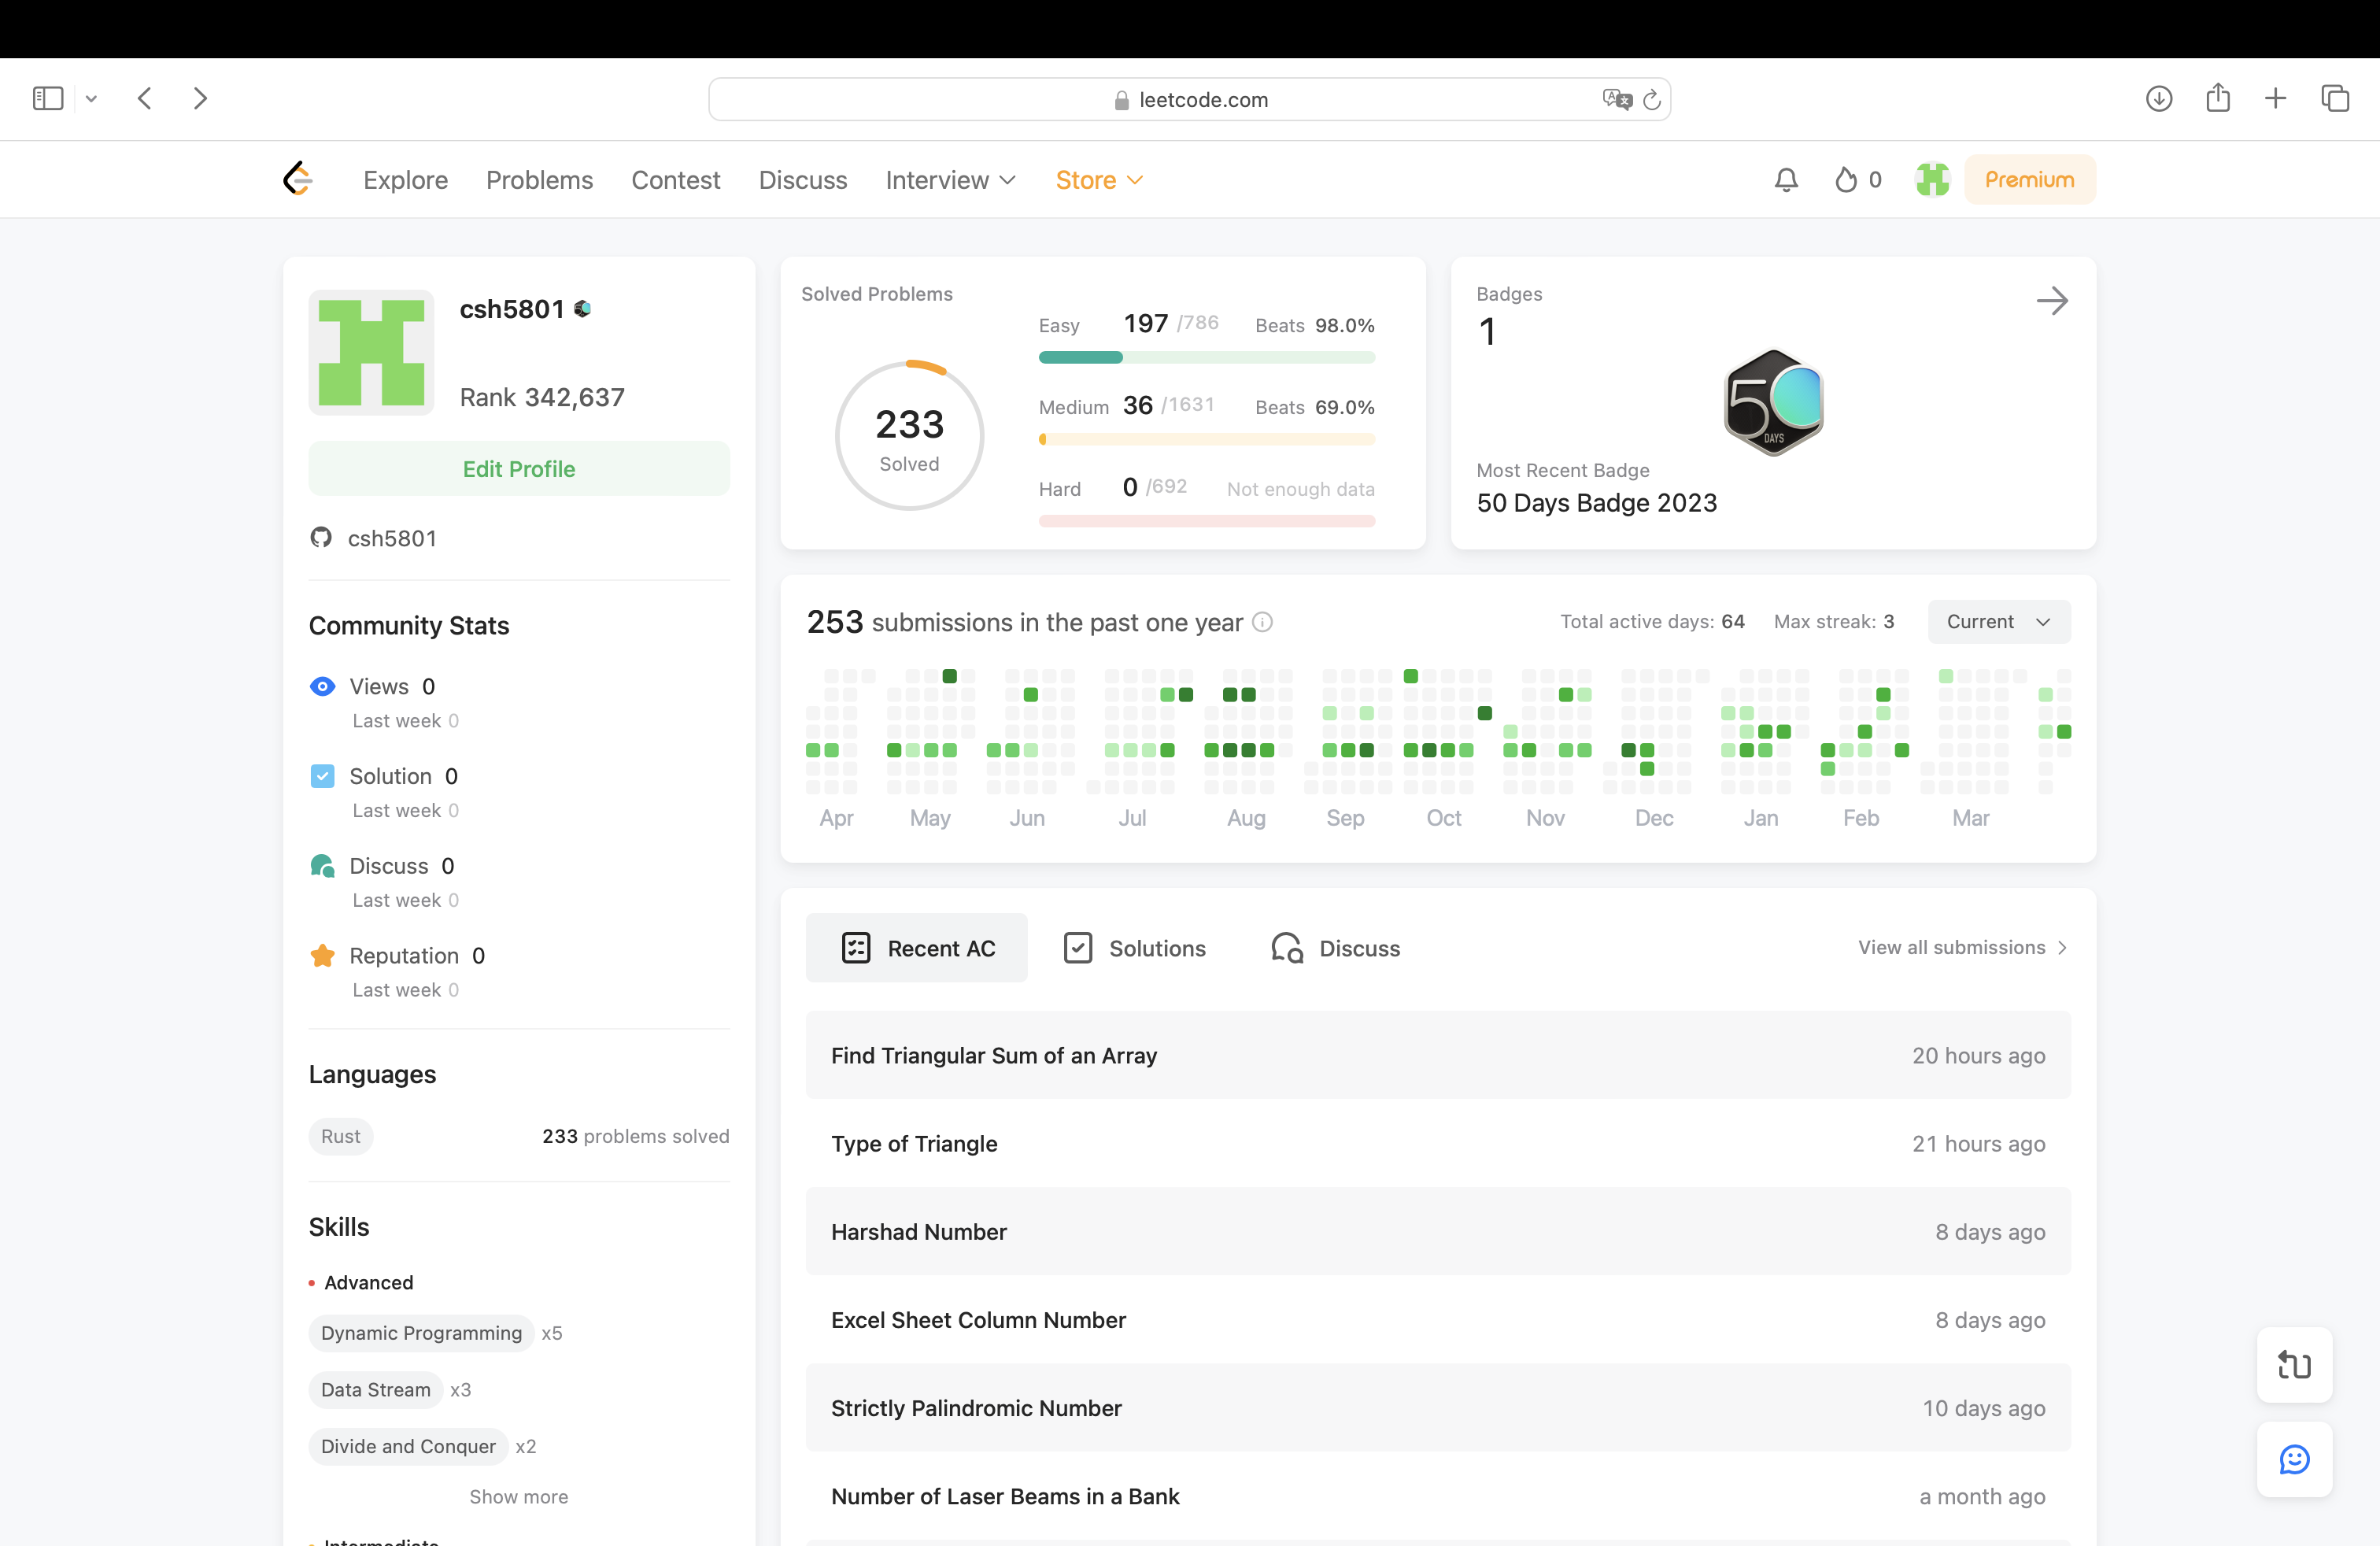 leetcode.com
Explore Problems Contest Discuss Interview Store 0 Premium
csh5801
Rank 342,637
Edit Profile
csh5801
Community Stats
Views 0
Last week 0
Solution 0
Last week 0
Discuss 0
Last week 0
Reputation 0
Last week 0
Languages
Rust 233 problems solved
Skills
Advanced
Dynamic Programming x5
Data Stream x3
Divide and Conquer x2
Show more
Intermediate
Solved Problems
233
Solved
Easy 197 /786 Beats 98.0%
Medium 36 /1631 Beats 69.0%
Hard 0 /692 Not enough data
Badges
1
50
DAYS
Most Recent Badge
50 Days Badge 2023
253 submissions in the past one year Total active days: 64 Max streak: 3 Current
Apr May Jun Jul Aug Sep Oct Nov Dec Jan Feb Mar
Recent AC Solutions Discuss View all submissions
Find Triangular Sum of an Array 20 hours ago
Type of Triangle 21 hours ago
Harshad Number 8 days ago
Excel Sheet Column Number 8 days ago
Strictly Palindromic Number 10 days ago
Number of Laser Beams in a Bank a month ago